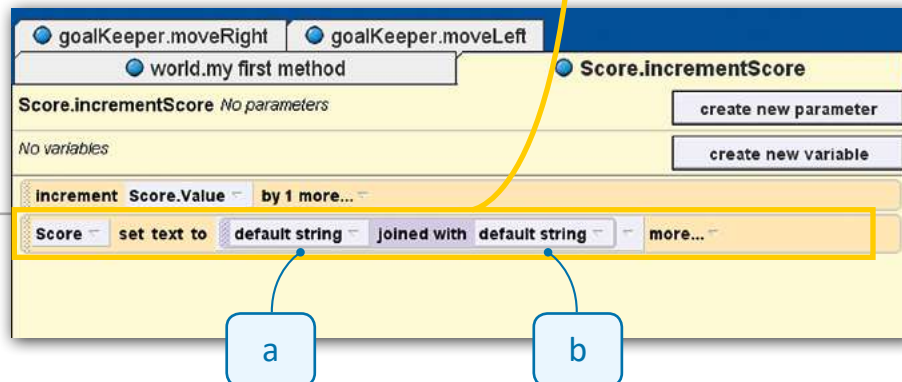 goalKeeper.moveRight goalKeeper.moveLeft
world.my first method Score.incrementScore
Score.incrementScore No parameters create new parameter
No variables create new variable
increment Score.Value by 1 more...
Score set text to default string joined with default string more...
a b